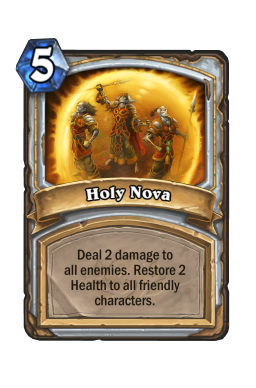 5
Holy Nova
Deal 2 damage to
all enemies. Restore 2
Health to all friendly
characters.